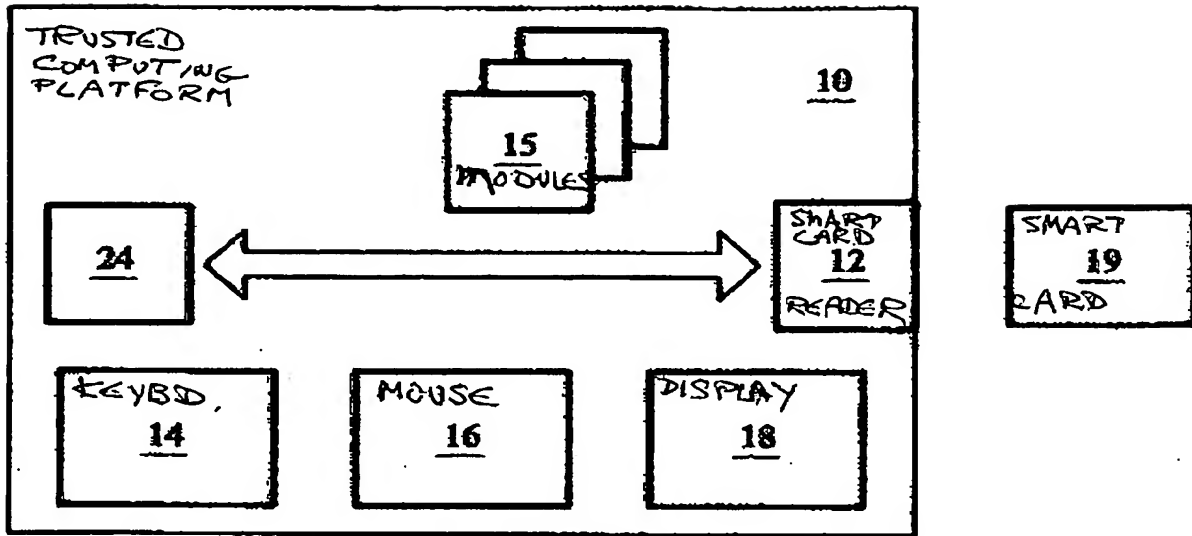 TRUSTED
COMPUTING
PLATFORM
10
15
MODULES
24
SMART
CARD
12
READER
SMART
19
CARD
KEYBD.
14
MOUSE
16
DISPLAY
18